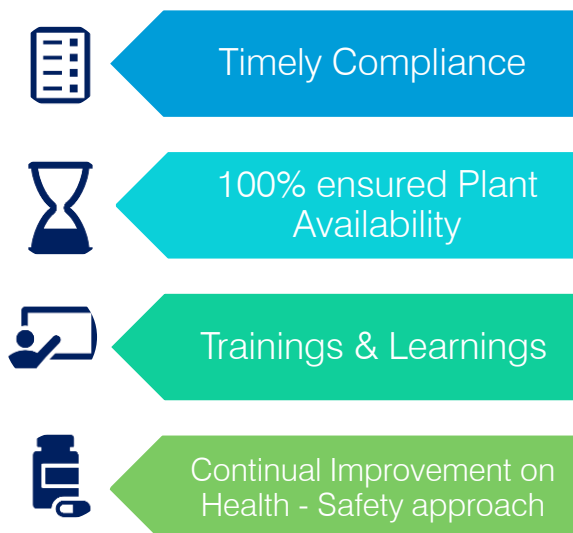 Timely Compliance
100% ensured Plant
Availability
Trainings & Learnings
Continual Improvement on
Health - Safety approach